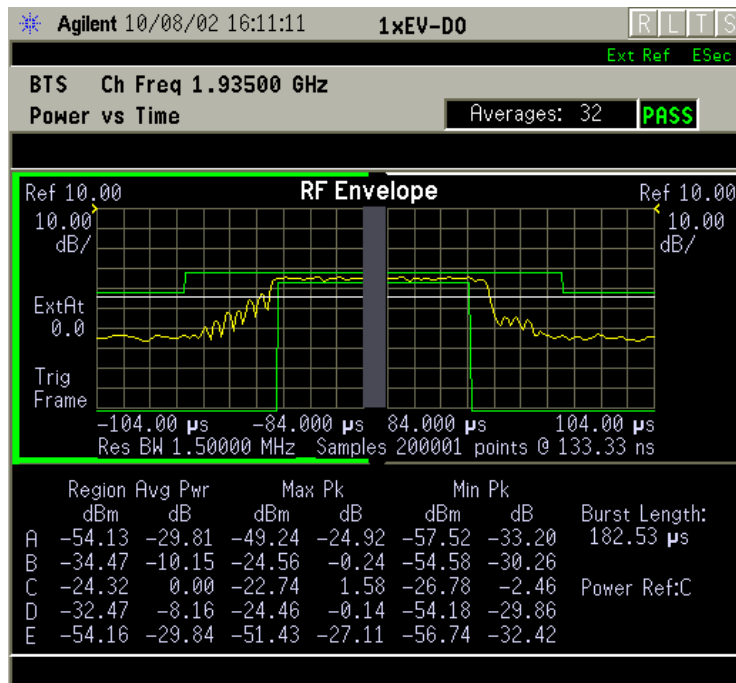 Agilent 10/08/02 16:11:11 1xEV-DO R L T S
Ext Ref ESec
BTS Ch Freq 1.93500 GHz
Power vs Time Averages: 32 PASS
Ref 10.00 RF Envelope Ref 10.00
10.00 10.00
dB/ dB/
ExtAt
0.0
Trig
Frame
-104.00 µs -84.000 µs 84.000 µs 104.00 µs
Res BW 1.50000 MHz Samples 200001 points @ 133.33 ns
Region Avg Pwr Max Pk Min Pk
dBm dB dBm dB dBm dB Burst Length:
A -54.13 -29.81 -49.24 -24.92 -57.52 -33.20 182.53 µs
B -34.47 -10.15 -24.56 -0.24 -54.58 -30.26
C -24.32 0.00 -22.74 1.58 -26.78 -2.46 Power Ref:C
D -32.47 -8.16 -24.46 -0.14 -54.18 -29.86
E -54.16 -29.84 -51.43 -27.11 -56.74 -32.42